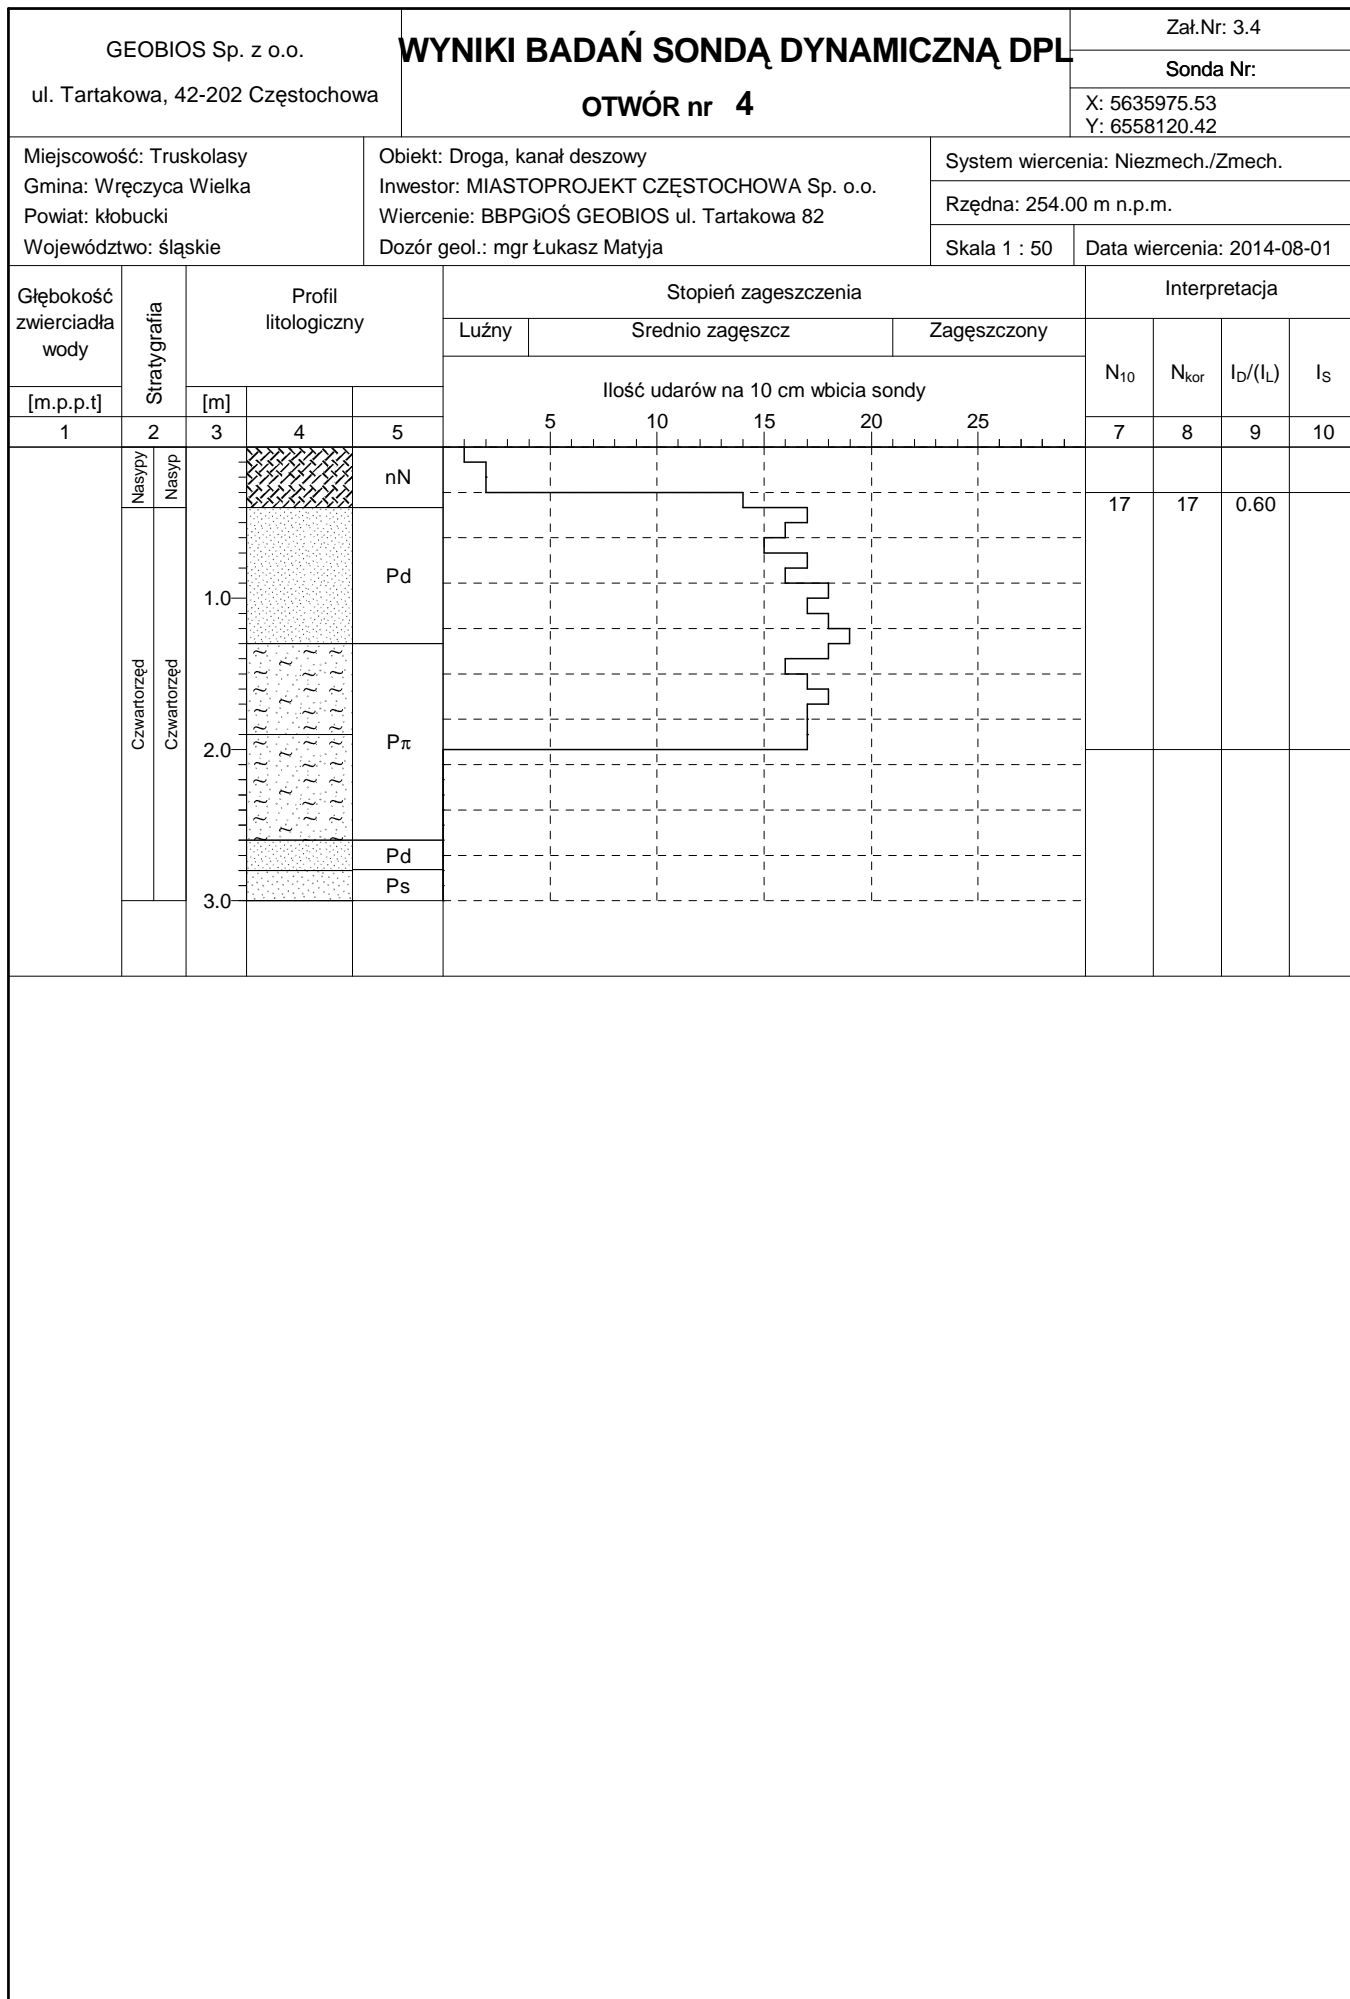 GEOBIOS Sp. z o.o.
ul. Tartakowa, 42-202 Częstochowa
WYNIKI BADAŃ SONDĄ DYNAMICZNĄ DPL
OTWÓR nr 4
Zał.Nr: 3.4
Sonda Nr:
X: 5635975.53
Y: 6558120.42
Miejscowość: Truskolasy
Gmina: Wręczyca Wielka
Powiat: kłobucki
Województwo: śląskie
Obiekt: Droga, kanał deszowy
Inwestor: MIASTOPROJEKT CZĘSTOCHOWA Sp. o.o.
Wiercenie: BBPGiOŚ GEOBIOS ul. Tartakowa 82
Dozór geol.: mgr Łukasz Matyja
System wiercenia: Niezmech./Zmech.
Rzędna: 254.00 m n.p.m.
Skala 1 : 50
Data wiercenia: 2014-08-01
Głębokość
zwierciadła
wody
[m.p.p.t]
Stratygrafia
Profil
litologiczny
[m]
Stopień zageszczenia
Luźny
Srednio zagęszcz
Zagęszczony
Ilość udarów na 10 cm wbicia sondy
5 10 15 20 25
Interpretacja
N10
Nkor
ID/(IL)
IS
1 2 3 4 5 7 8 9 10
Nasypy
Nasyp
nN
17 17 0.60
Pd
1.0
Czwartorzęd
Czwartorzęd
Pπ
2.0
Pd
Ps
3.0